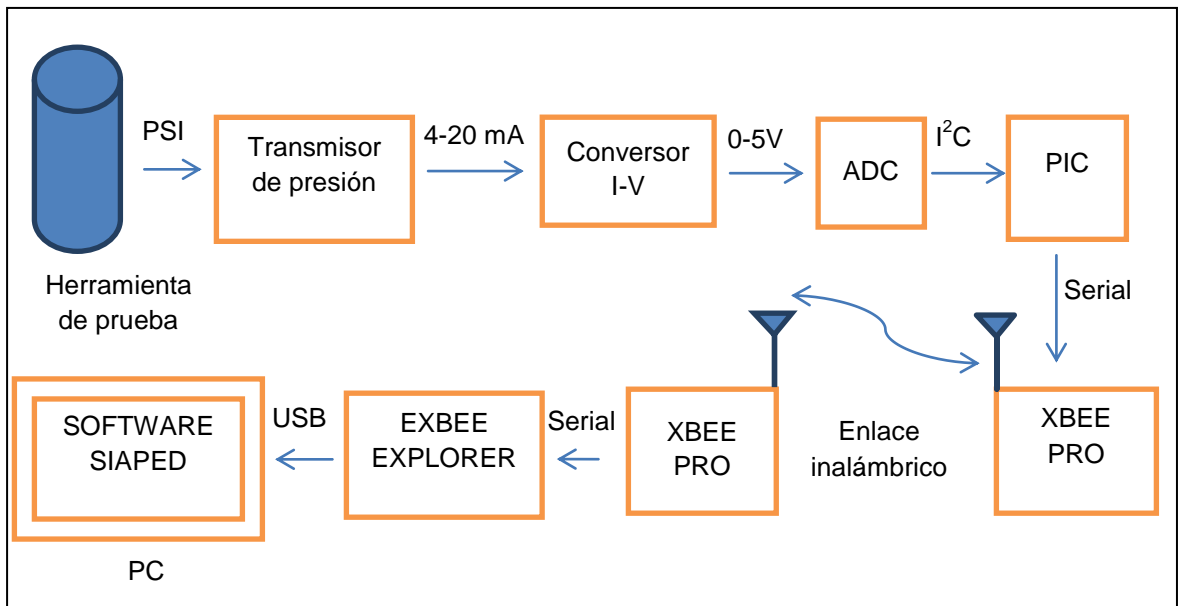 PSI
Transmisor
de presión
4-20 mA
Conversor
I-V
0-5V
ADC
I²C
PIC
Herramienta
de prueba
Serial
XBEE
PRO
Enlace
inalámbrico
XBEE
PRO
Serial
EXBEE
EXPLORER
USB
SOFTWARE
SIAPED
PC